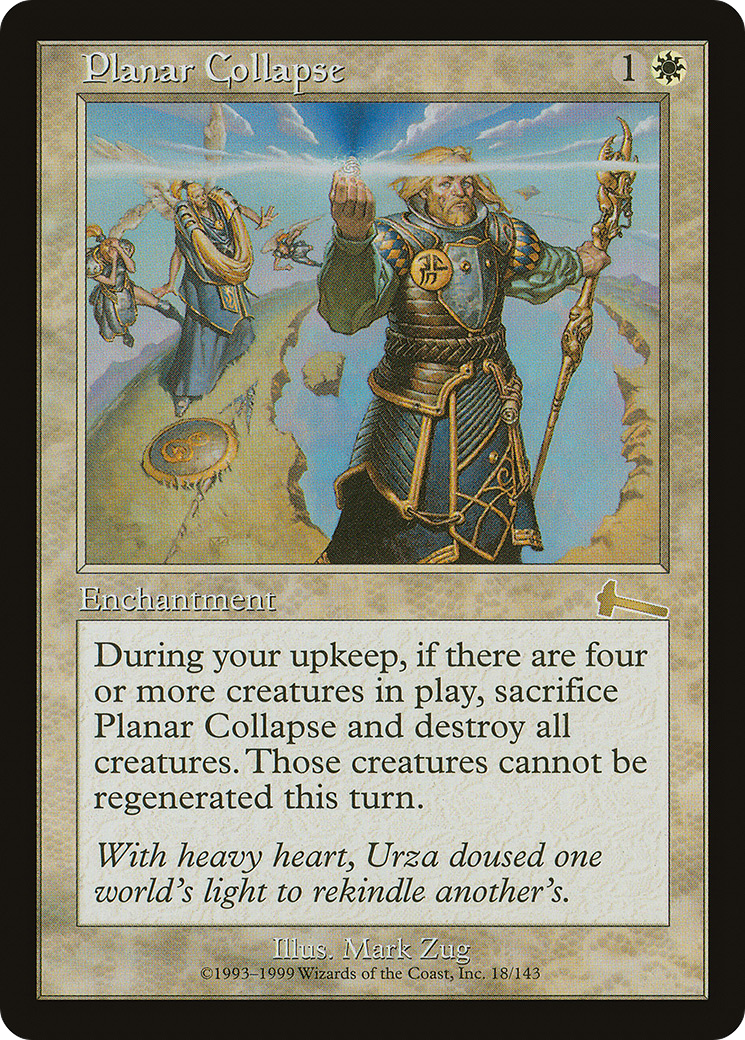 Planar Collapse 1
Enchantment
During your upkeep, if there are four
or more creatures in play, sacrifice
Planar Collapse and destroy all
creatures. Those creatures cannot be
regenerated this turn.
With heavy heart, Urza doused one
world's light to rekindle another's.
Illus. Mark Zug
©1993–1999 Wizards of the Coast, Inc. 18/143